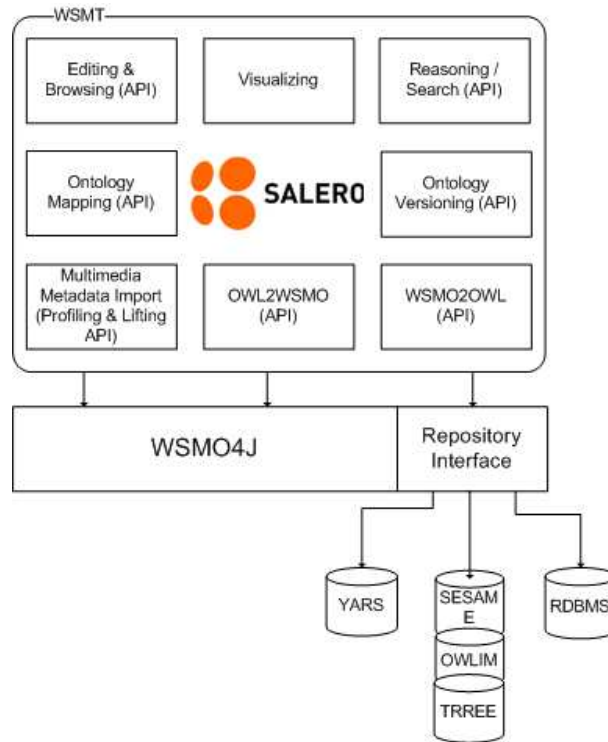 WSMT
Editing &
Browsing (API)
Visualizing
Reasoning /
Search (API)
Ontology
Mapping (API)
SALERO
Ontology
Versioning (API)
Multimedia
Metadata Import
(Profiling & Lifting
API)
OWL2WSMO
(API)
WSMO2OWL
(API)
WSMO4J
Repository
Interface
YARS
SESAM
E
RDBMS
OWLIM
TRREE